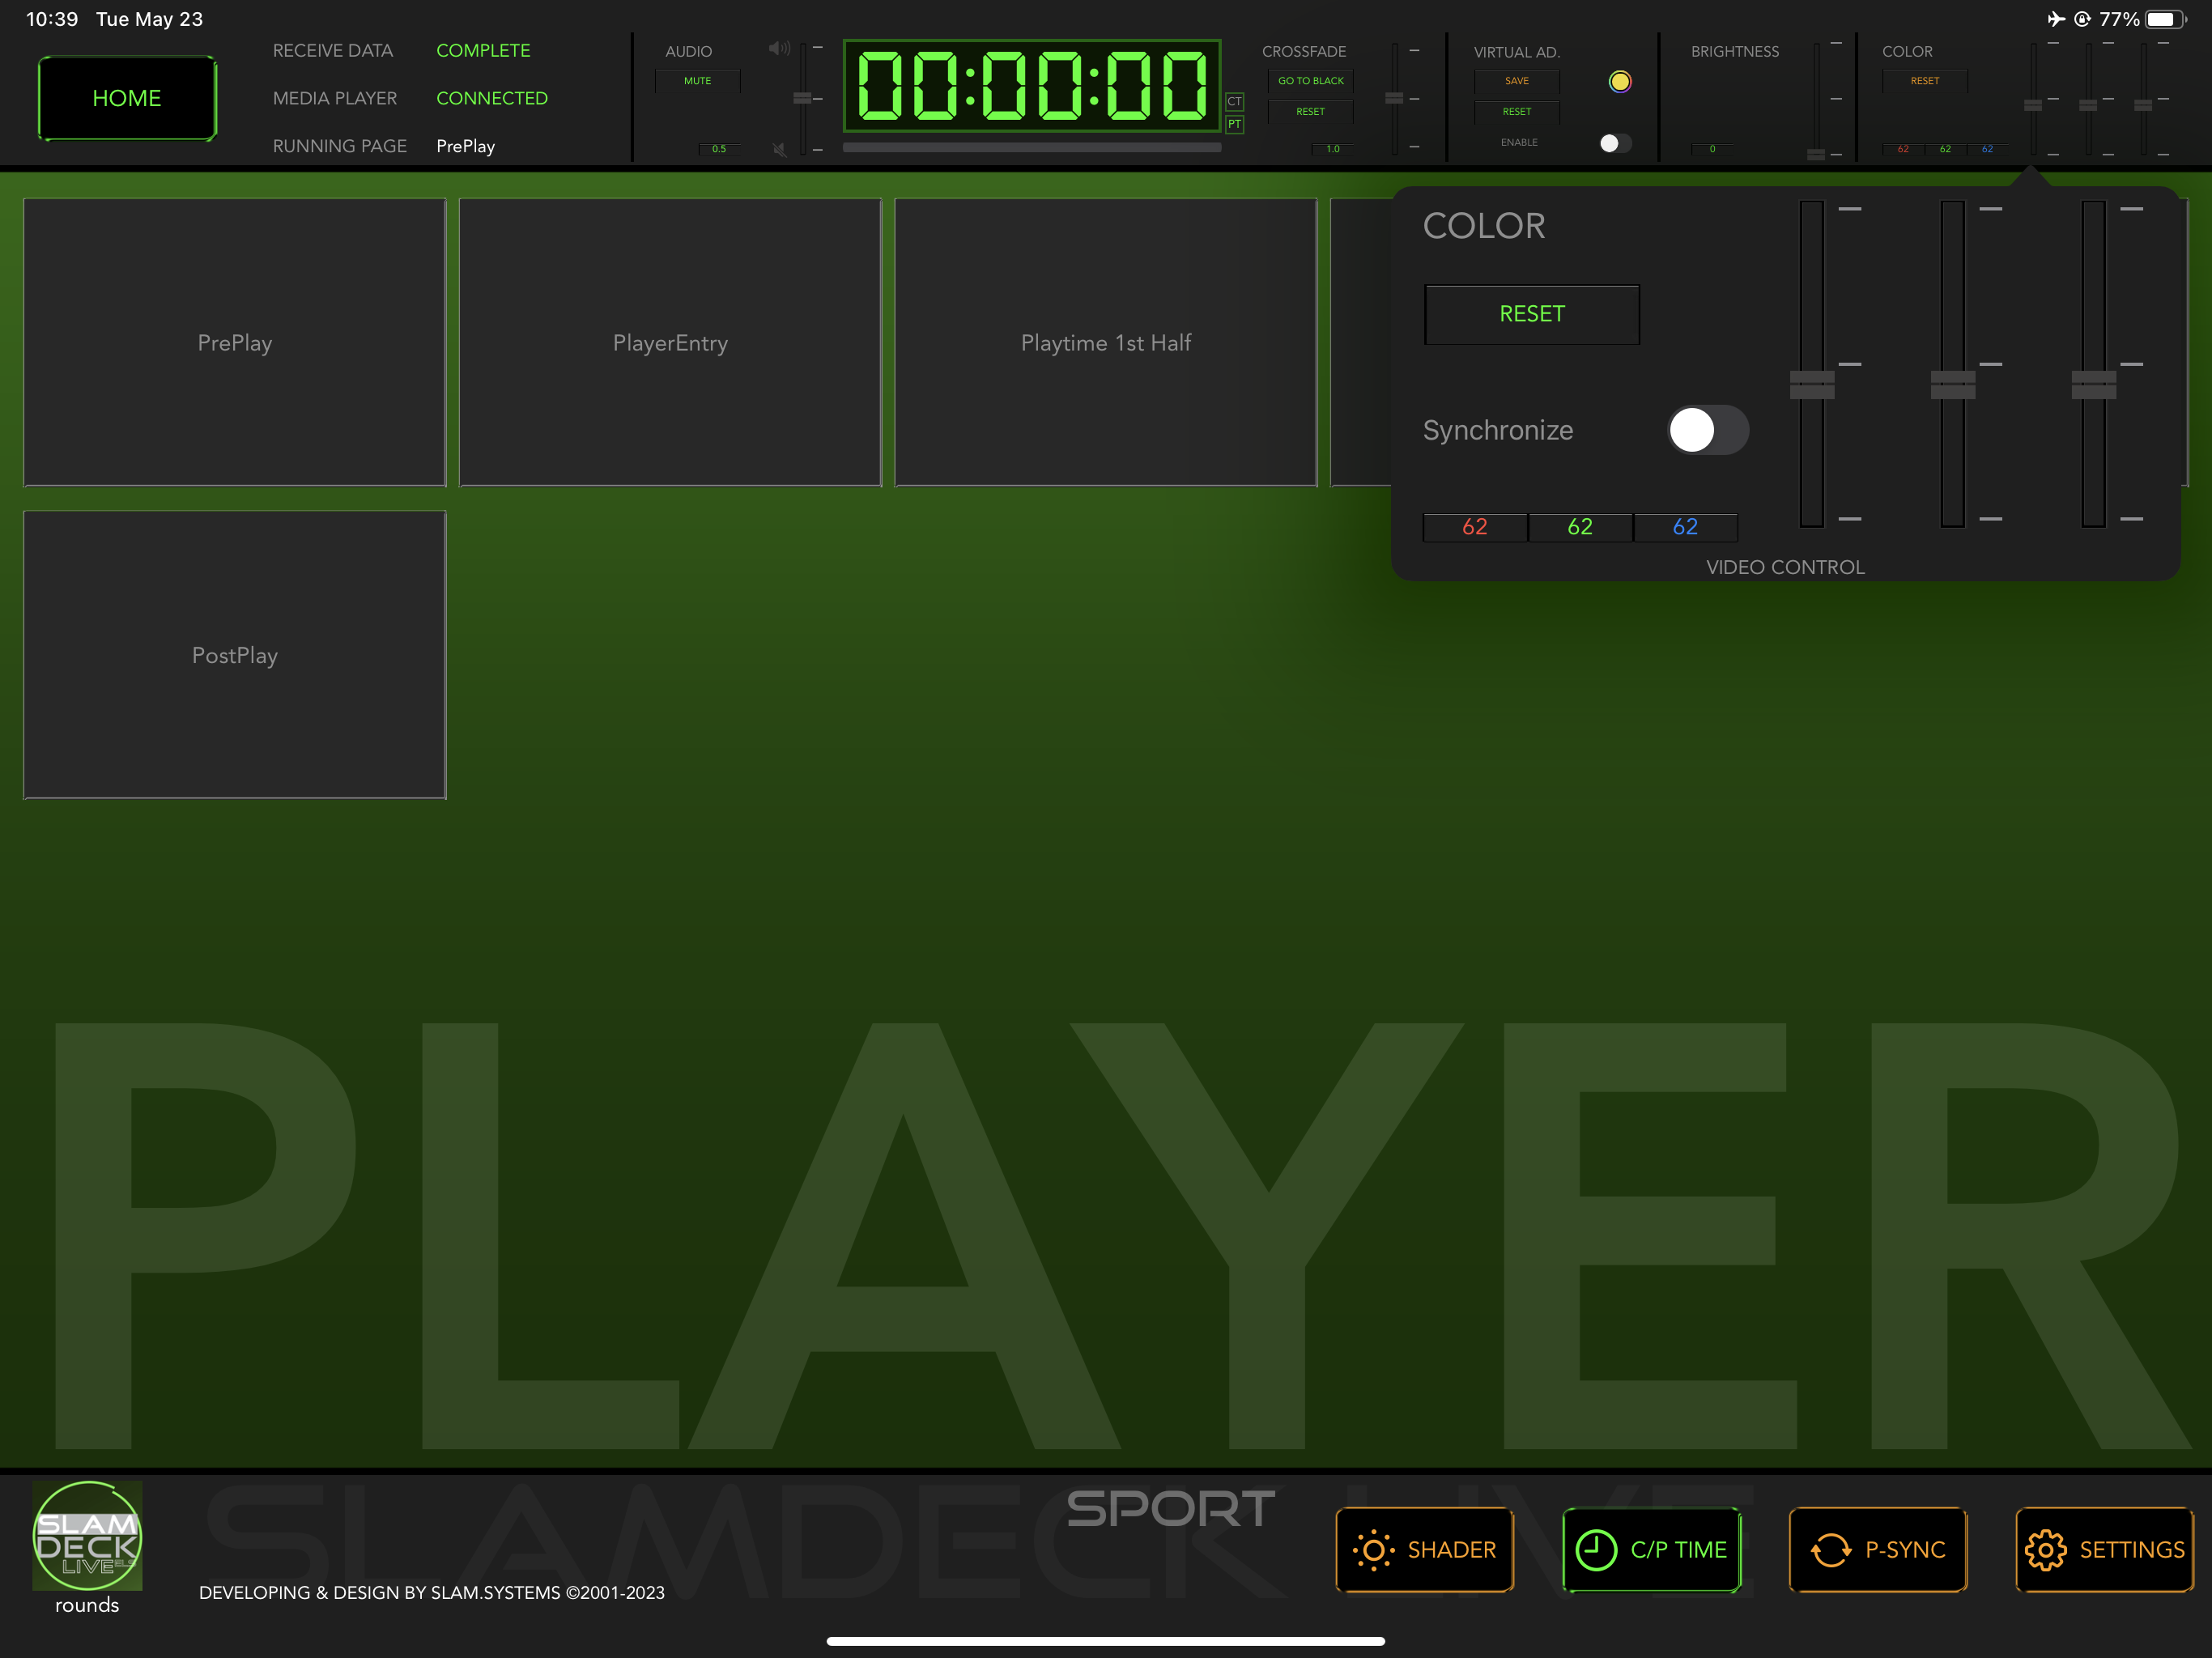 10:39 Tue May 23
77%
HOME
RECEIVE DATA COMPLETE
MEDIA PLAYER CONNECTED
RUNNING PAGE PrePlay
AUDIO
MUTE
0.5
00:00:00
CT
PT
CROSSFADE
GO TO BLACK
RESET
1.0
VIRTUAL AD.
SAVE
RESET
ENABLE
BRIGHTNESS
0
COLOR
RESET
62 62 62
PrePlay
PlayerEntry
Playtime 1st Half
COLOR
RESET
Synchronize
62 62 62
VIDEO CONTROL
PostPlay
PLAYER
SLAM
DECK
LIVE
rounds
SLAMDECK LIVE
SPORT
DEVELOPING & DESIGN BY SLAM.SYSTEMS ©2001-2023
SHADER
C/P TIME
P-SYNC
SETTINGS